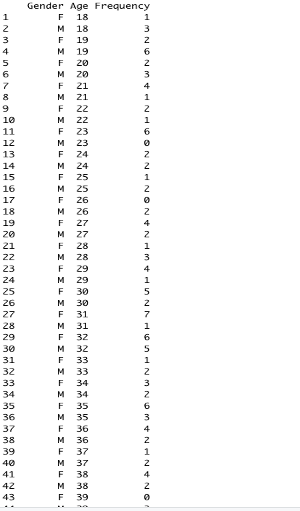 Gender Age Frequency
1 F 18 1
2 M 18 3
3 F 19 2
4 M 19 6
5 F 20 2
6 M 20 3
7 F 21 4
8 M 21 1
9 F 22 2
10 M 22 1
11 F 23 6
12 M 23 0
13 F 24 2
14 M 24 2
15 F 25 1
16 M 25 2
17 F 26 0
18 M 26 2
19 F 27 4
20 M 27 2
21 F 28 1
22 M 28 3
23 F 29 4
24 M 29 1
25 F 30 5
26 M 30 2
27 F 31 7
28 M 31 1
29 F 32 6
30 M 32 5
31 F 33 1
32 M 33 2
33 F 34 3
34 M 34 2
35 F 35 6
36 M 35 3
37 F 36 4
38 M 36 2
39 F 37 1
40 M 37 2
41 F 38 4
42 M 38 2
43 F 39 0